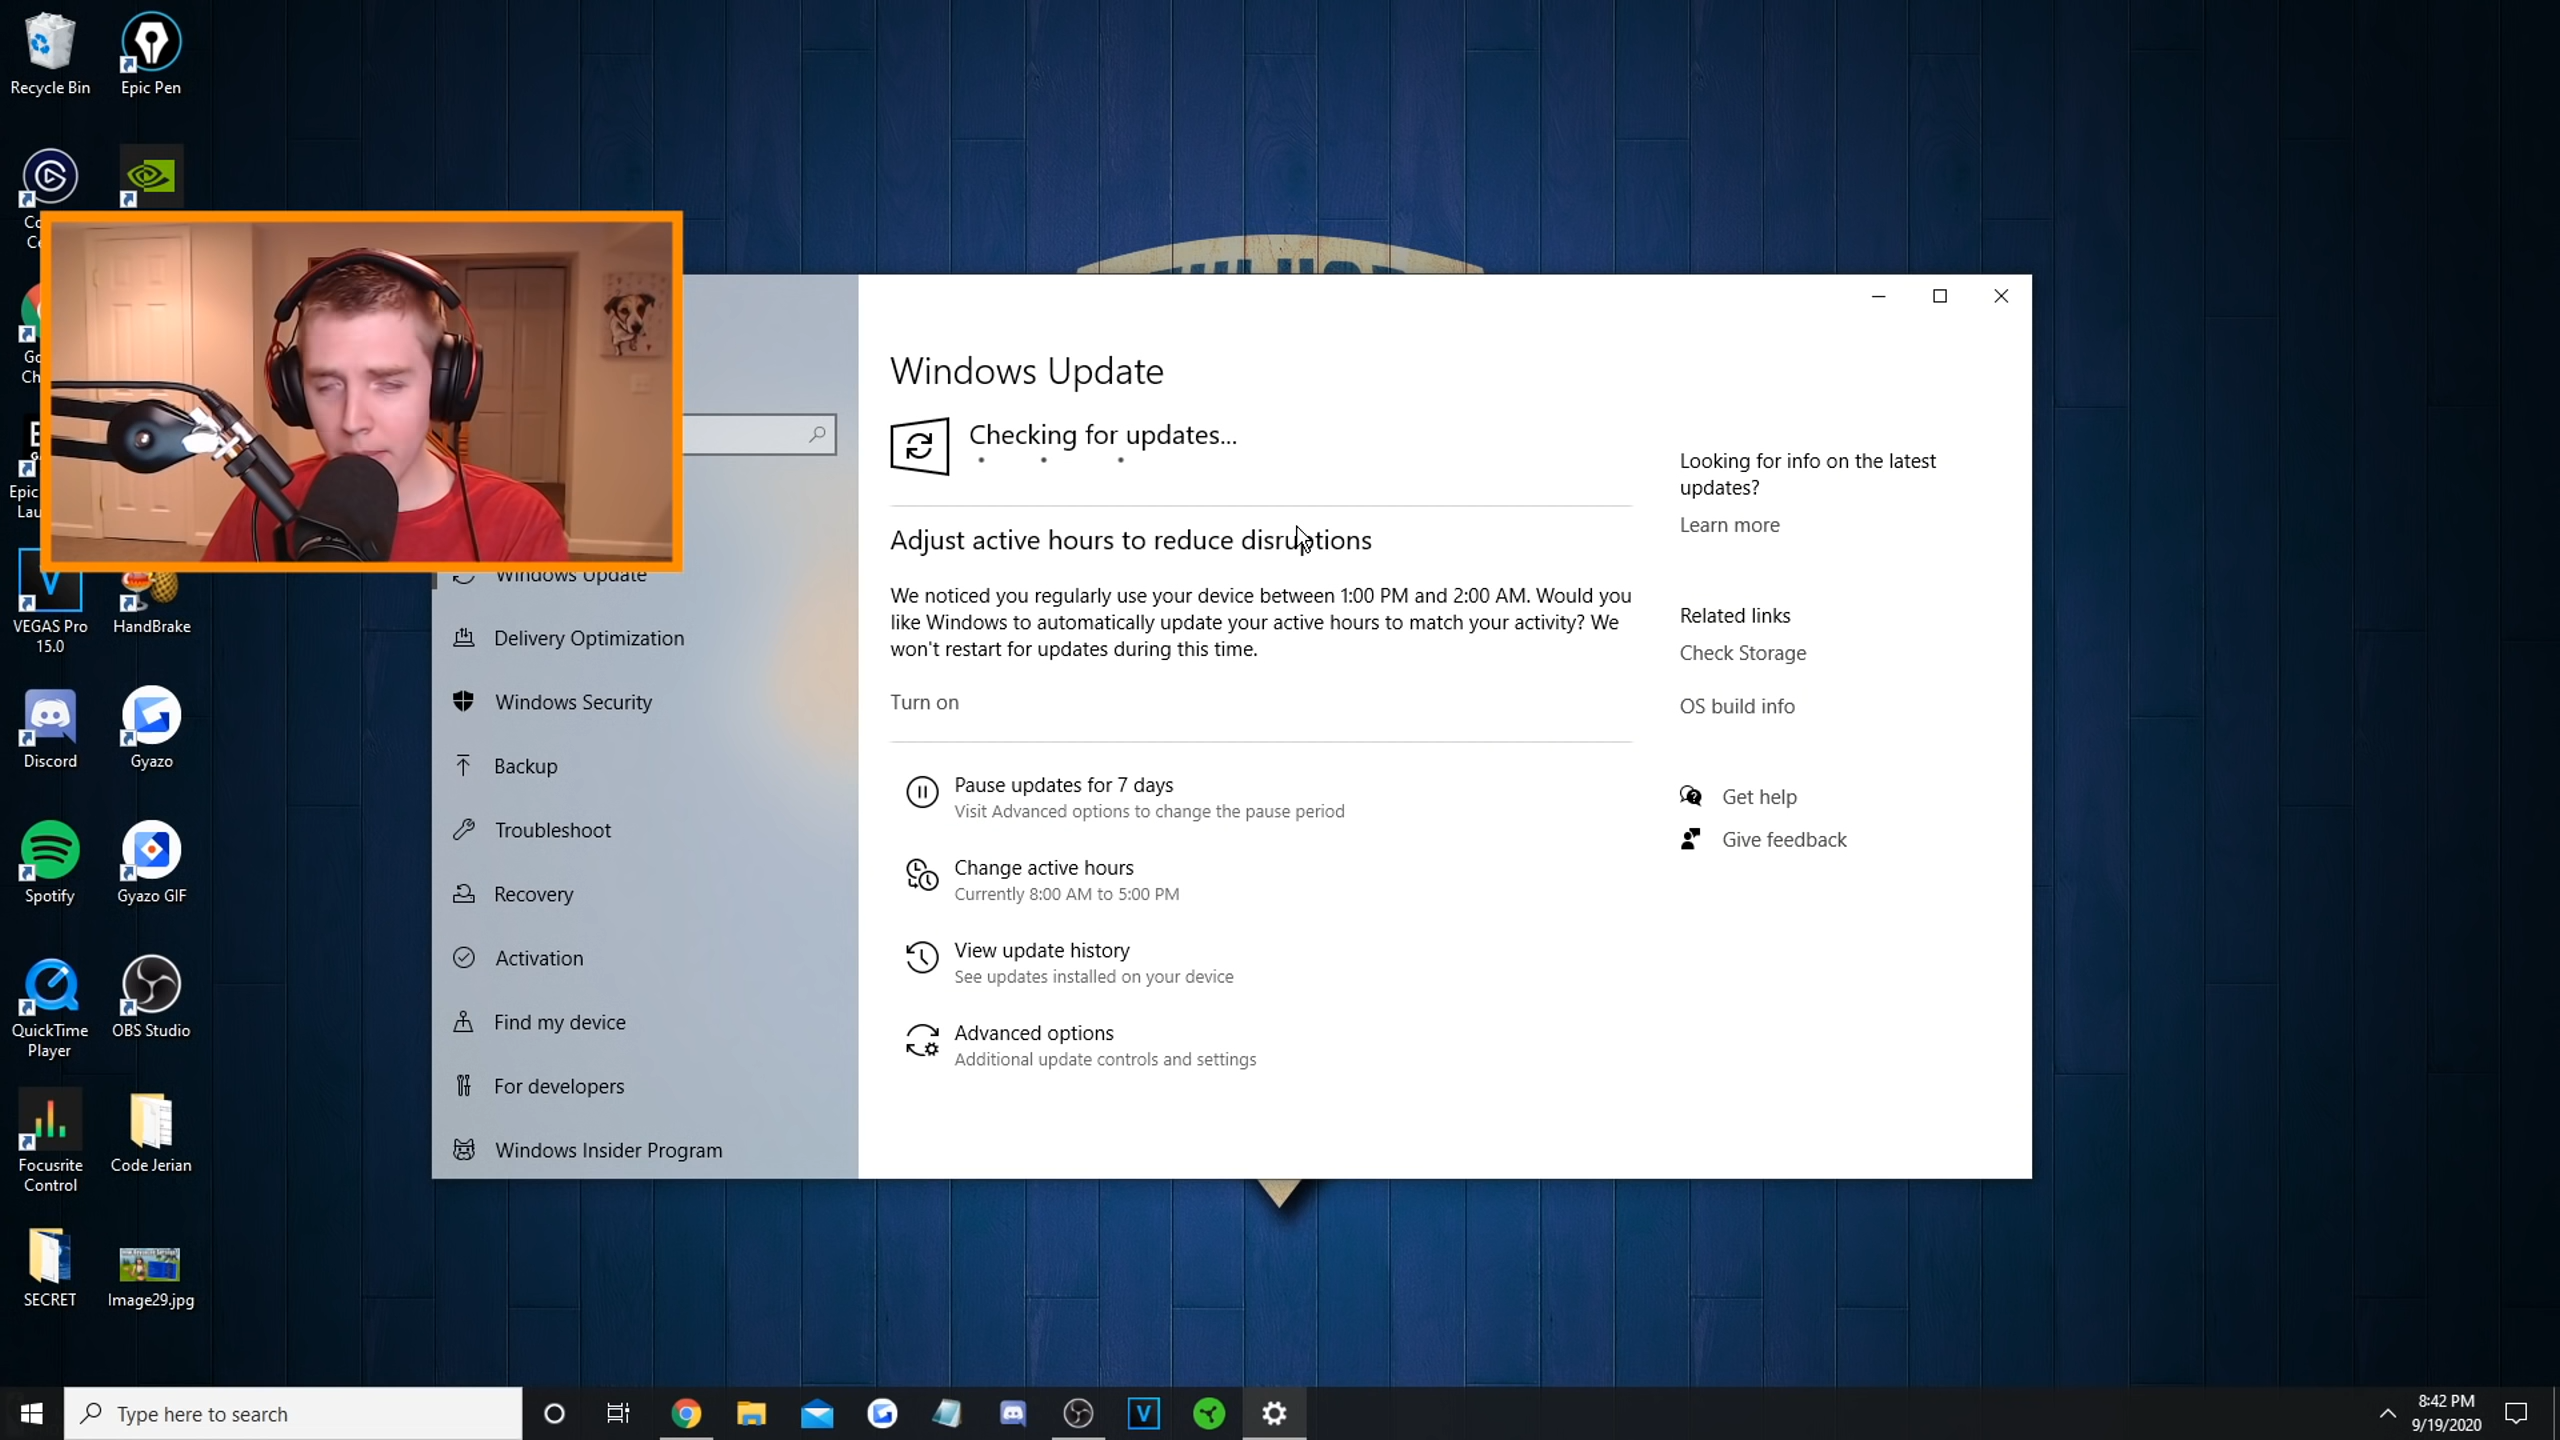 Recycle Bin
Epic Pen
Windows Update
Checking for updates...
Adjust active hours to reduce disruptions
We noticed you regularly use your device between 1:00 PM and 2:00 AM. Would you
like Windows to automatically update your active hours to match your activity? We
won't restart for updates during this time.
Turn on
Pause updates for 7 days
Visit Advanced options to change the pause period
Change active hours
Currently 8:00 AM to 5:00 PM
View update history
See updates installed on your device
Advanced options
Additional update controls and settings
Looking for info on the latest
updates?
Learn more
Related links
Check Storage
OS build info
Get help
Give feedback
Windows Update
Delivery Optimization
Windows Security
Backup
Troubleshoot
Recovery
Activation
Find my device
For developers
Windows Insider Program
Epic
VEGAS Pro
15.0
HandBrake
Discord
Gyazo
Spotify
Gyazo GIF
QuickTime
Player
OBS Studio
Focusrite
Control
Code Jerian
SECRET
Image29.jpg
Type here to search
8:42 PM
9/19/2020